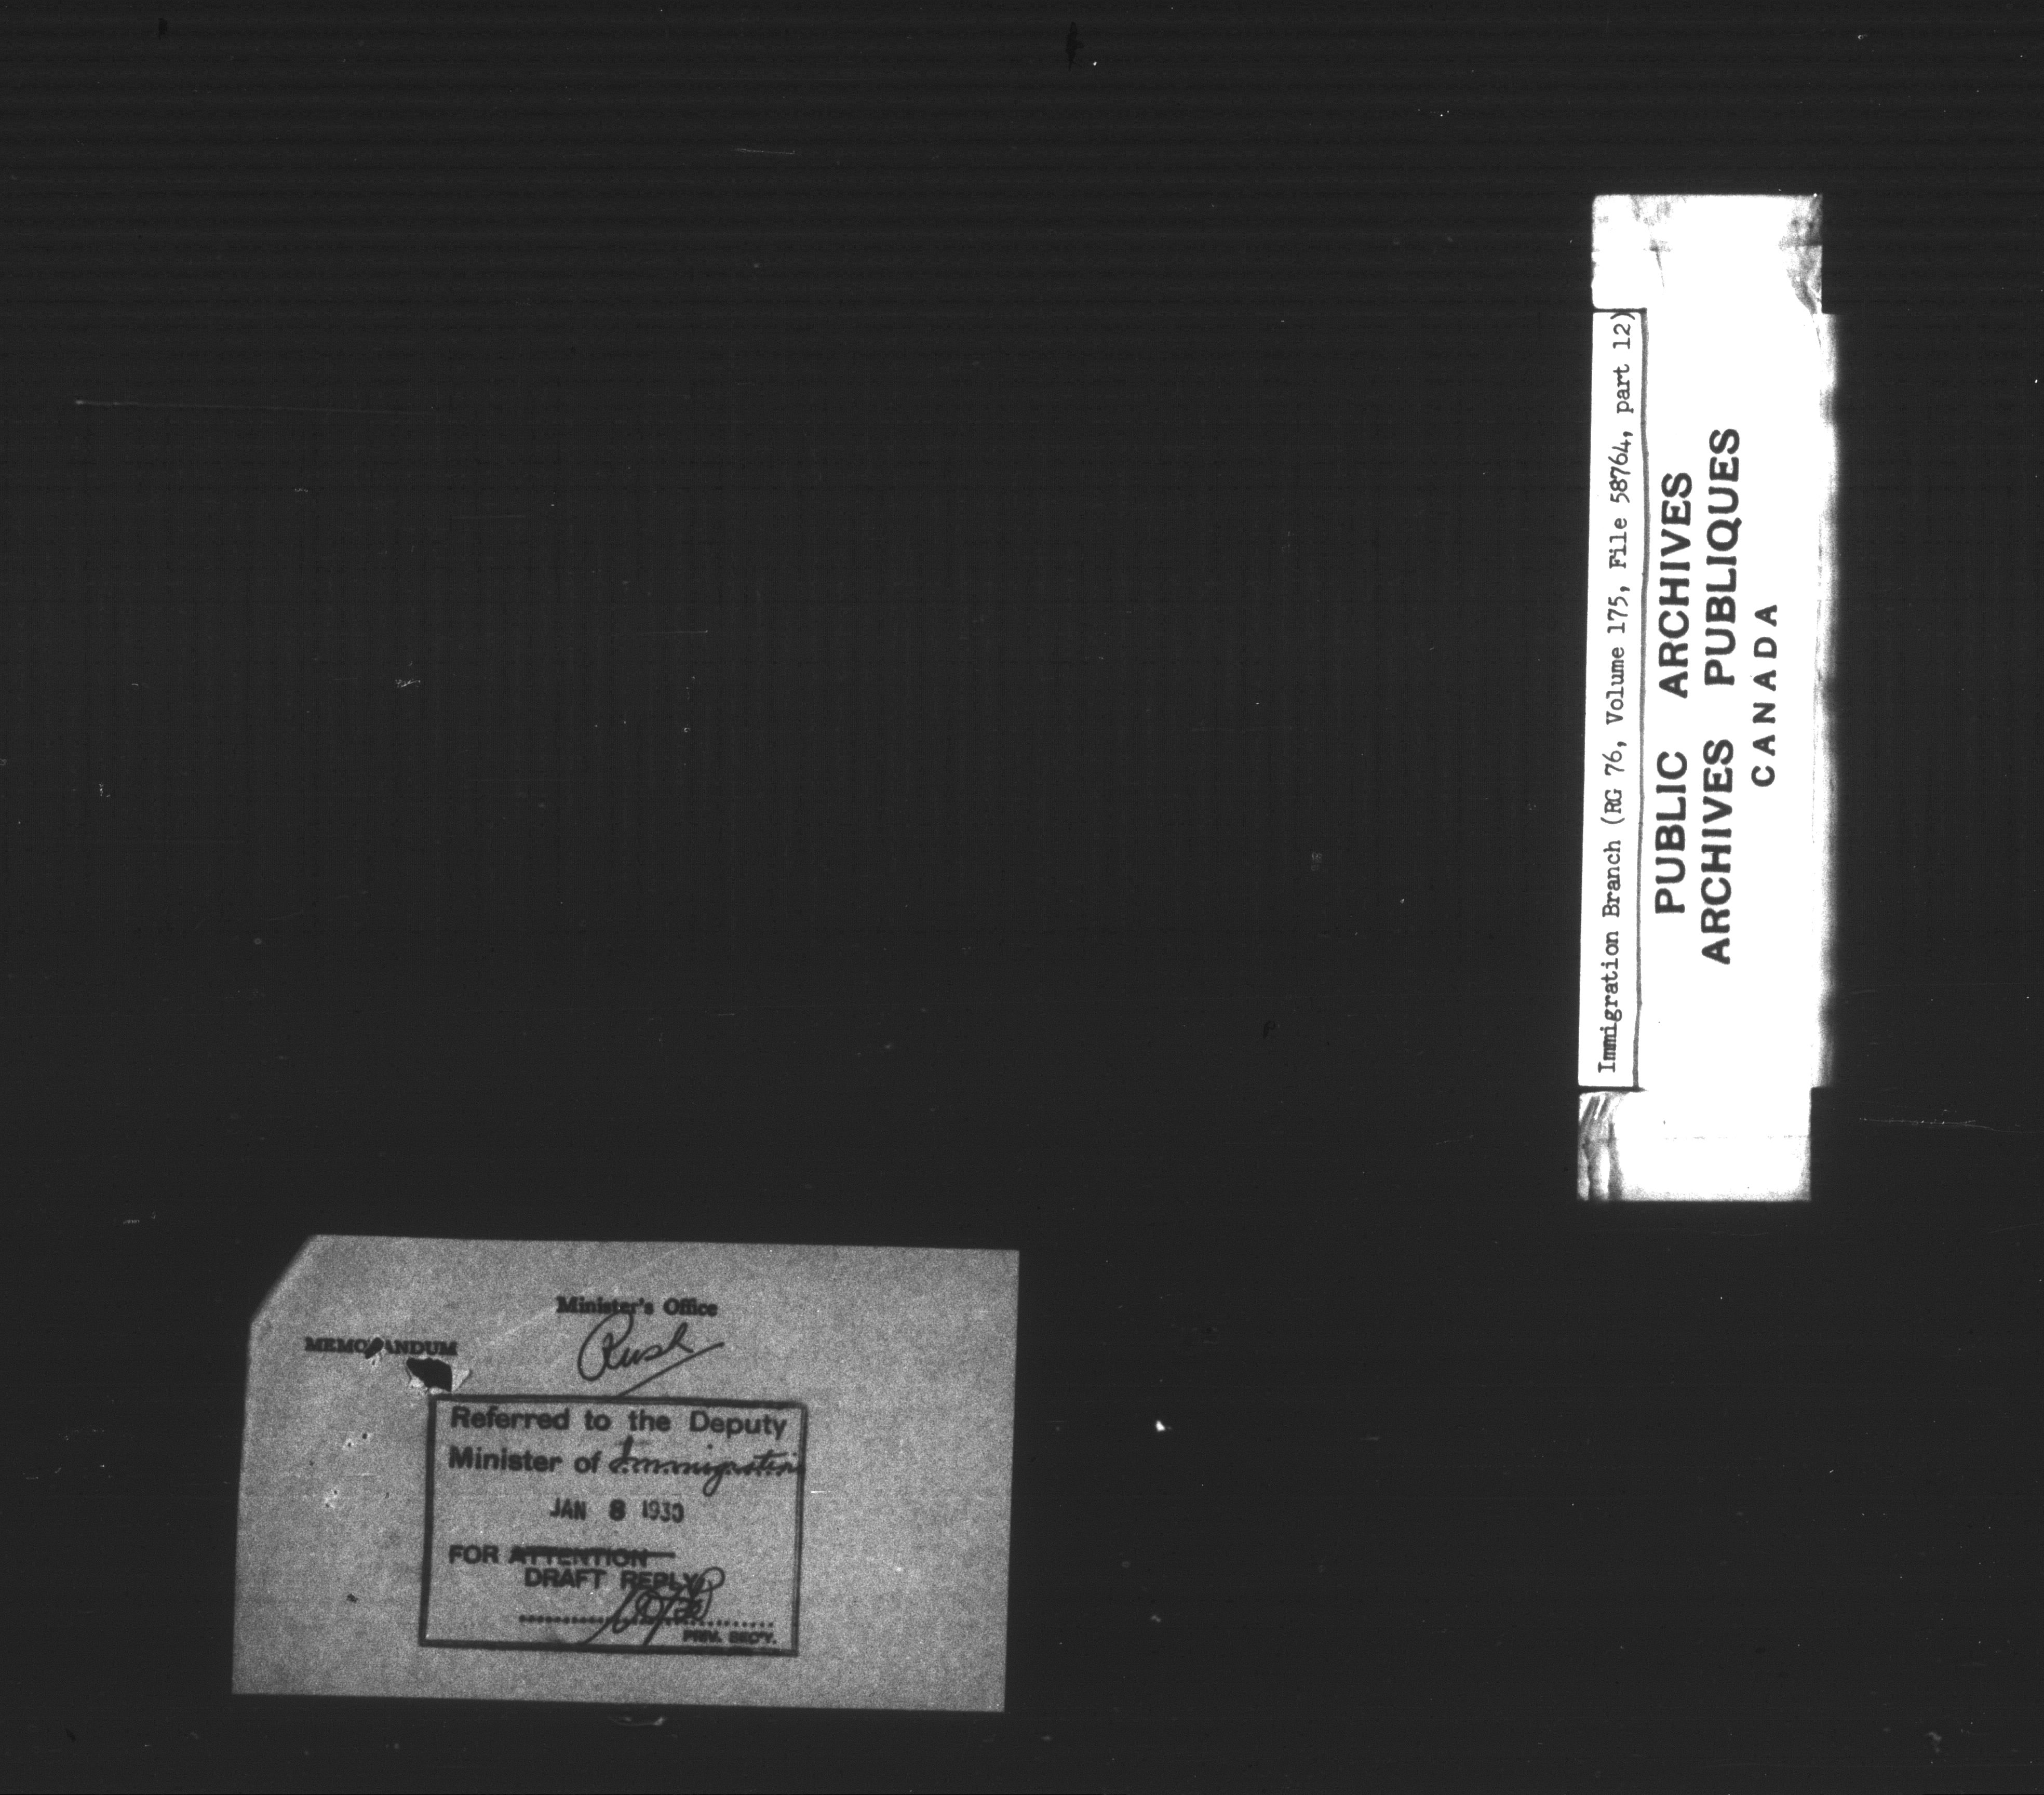 Minister's Office
MEMORANDUM
Rush
Referred to the Deputy
Minister of Immigration
JAN 8 1930
FOR ATTENTION
DRAFT REPLY
PRIV. SEC'Y.
Immigration Branch (RG 76, Volume 175, File 58764, part 12)
PUBLIC ARCHIVES
ARCHIVES PUBLIQUES
CANADA